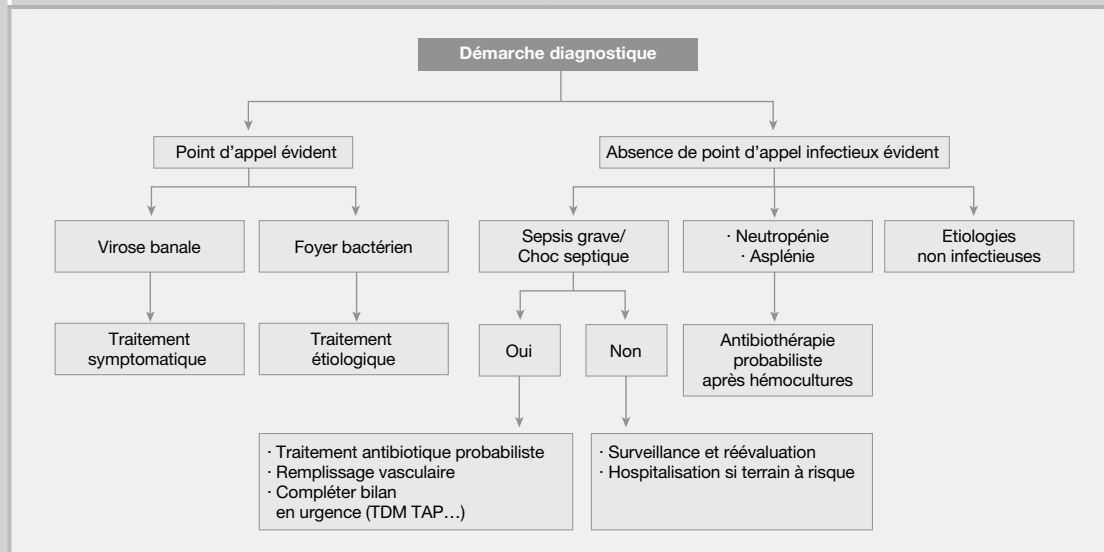 Démarche diagnostique
Point d'appel évident
Absence de point d'appel infectieux évident
Virose banale
Foyer bactérien
Sepsis grave/
Choc septique
· Neutropénie
· Asplénie
Etiologies
non infectieuses
Traitement
symptomatique
Traitement
étiologique
Oui
Non
Antibiothérapie
probabiliste
après hémocultures
· Traitement antibiotique probabiliste
· Remplissage vasculaire
· Compléter bilan
en urgence (TDM TAP…)
· Surveillance et réévaluation
· Hospitalisation si terrain à risque